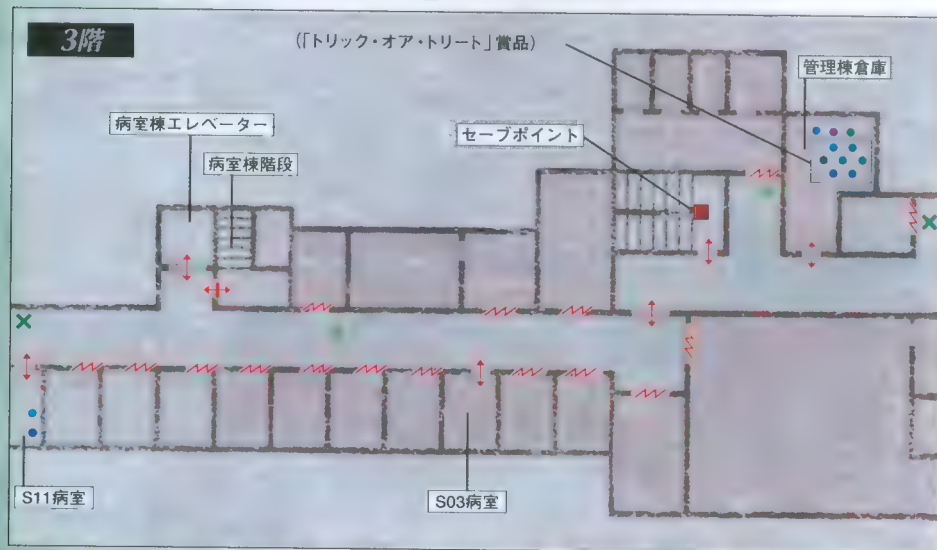 3階
(「トリック・オア・トリート」賞品)
管理棟倉庫
病室棟エレベーター
セーブポイント
病室棟階段
S11病室
S03病室